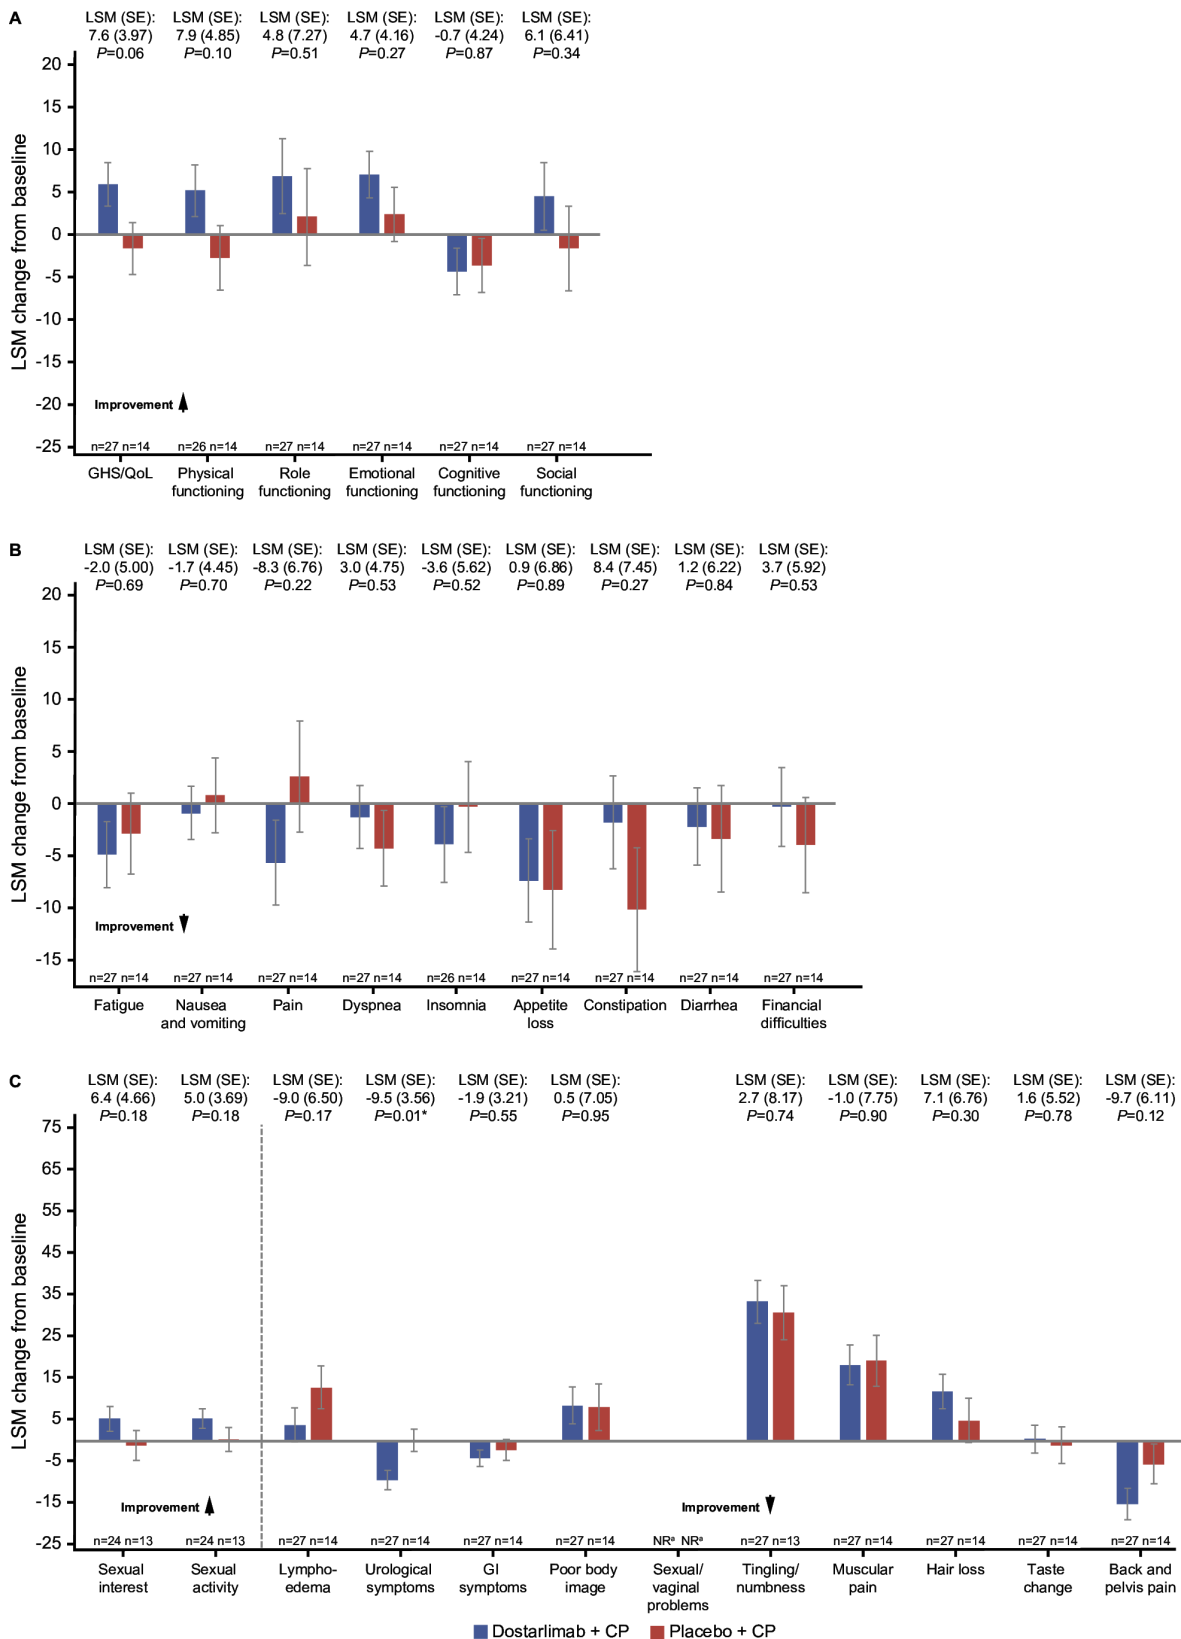 A
LSM (SE): LSM (SE): LSM (SE): LSM (SE): LSM (SE): LSM (SE):
7.6 (3.97) 7.9 (4.85) 4.8 (7.27) 4.7 (4.16) -0.7 (4.24) 6.1 (6.41)
P=0.06 P=0.10 P=0.51 P=0.27 P=0.87 P=0.34
LSM change from baseline
20
15
10
5
0
-5
-10
-15
-20
-25
Improvement
n=27 n=14 n=26 n=14 n=27 n=14 n=27 n=14 n=27 n=14 n=27 n=14
GHS/QoL Physical Role Emotional Cognitive Social
functioning functioning functioning functioning functioning
B
LSM (SE): LSM (SE): LSM (SE): LSM (SE): LSM (SE): LSM (SE): LSM (SE): LSM (SE): LSM (SE):
-2.0 (5.00) -1.7 (4.45) -8.3 (6.76) 3.0 (4.75) -3.6 (5.62) 0.9 (6.86) 8.4 (7.45) 1.2 (6.22) 3.7 (5.92)
P=0.69 P=0.70 P=0.22 P=0.53 P=0.52 P=0.89 P=0.27 P=0.84 P=0.53
LSM change from baseline
20
15
10
5
0
-5
-10
-15
Improvement
n=27 n=14 n=27 n=14 n=27 n=14 n=27 n=14 n=26 n=14 n=27 n=14 n=27 n=14 n=27 n=14 n=27 n=14
Fatigue Nausea Pain Dyspnea Insomnia Appetite Constipation Diarrhea Financial
and vomiting loss difficulties
C
LSM (SE): LSM (SE): LSM (SE): LSM (SE): LSM (SE): LSM (SE): LSM (SE): LSM (SE): LSM (SE): LSM (SE): LSM (SE):
6.4 (4.66) 5.0 (3.69) -9.0 (6.50) -9.5 (3.56) -1.9 (3.21) 0.5 (7.05) 2.7 (8.17) -1.0 (7.75) 7.1 (6.76) 1.6 (5.52) -9.7 (6.11)
P=0.18 P=0.18 P=0.17 P=0.01* P=0.55 P=0.95 P=0.74 P=0.90 P=0.30 P=0.78 P=0.12
LSM change from baseline
75
65
55
45
35
25
15
5
-5
-15
-25
Improvement Improvement
n=24 n=13 n=24 n=13 n=27 n=14 n=27 n=14 n=27 n=14 n=27 n=14 NRª NRª n=27 n=13 n=27 n=14 n=27 n=14 n=27 n=14 n=27 n=14
Sexual Sexual Lympho- Urological GI Poor body Sexual/ Tingling/ Muscular Hair loss Taste Back and
interest activity edema symptoms symptoms image vaginal numbness pain change pelvis pain
problems
Dostarlimab + CP Placebo + CP